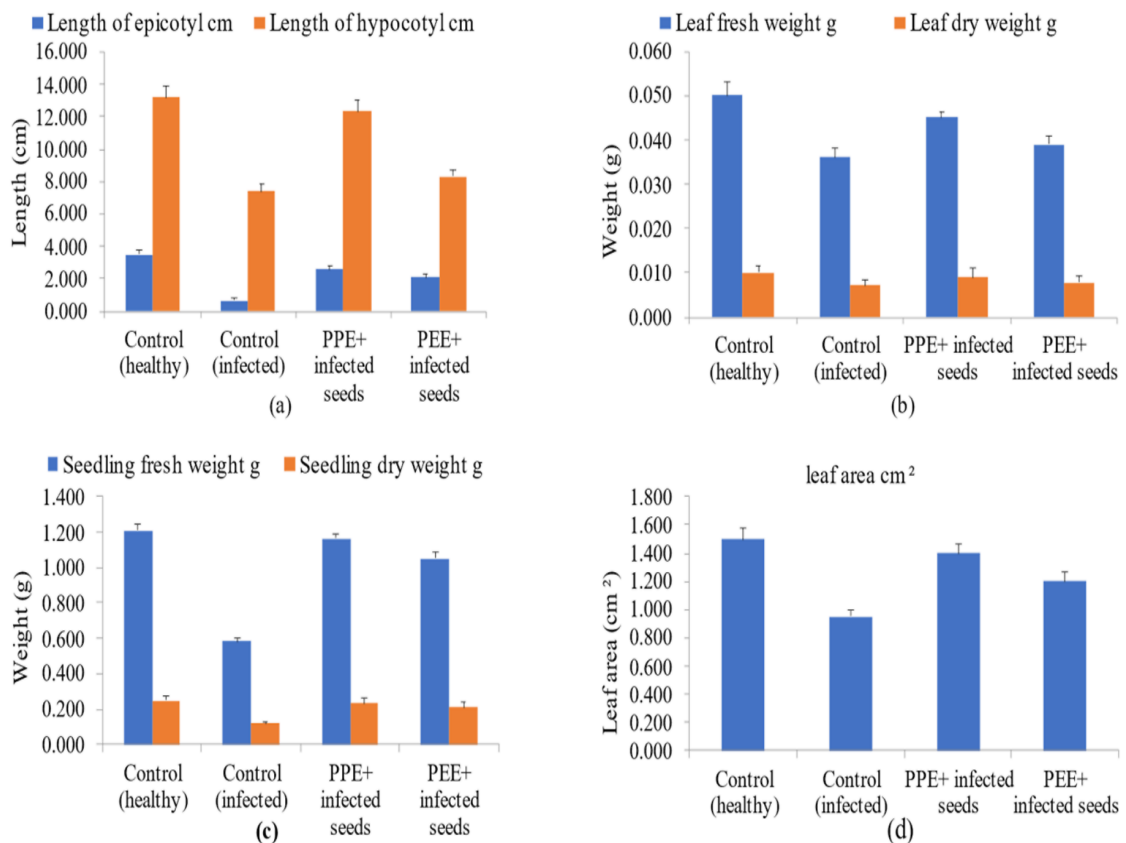 Length of epicotyl cm Length of hypocotyl cm
16.000
14.000
12.000
10.000
8.000
6.000
4.000
2.000
0.000
Length (cm)
Control (healthy)
Control (infected)
PPE+ infected seeds
PEE+ infected seeds
(a)
Leaf fresh weight g Leaf dry weight g
0.060
0.050
0.040
0.030
0.020
0.010
0.000
Weight (g)
Control (healthy)
Control (infected)
PPE+ infected seeds
PEE+ infected seeds
(b)
Seedling fresh weight g Seedling dry weight g
1.400
1.200
1.000
0.800
0.600
0.400
0.200
0.000
Weight (g)
Control (healthy)
Control (infected)
PPE+ infected seeds
PEE+ infected seeds
(c)
leaf area cm²
1.800
1.600
1.400
1.200
1.000
0.800
0.600
0.400
0.200
0.000
Leaf area (cm ²)
Control (healthy)
Control (infected)
PPE+ infected seeds
PEE+ infected seeds
(d)